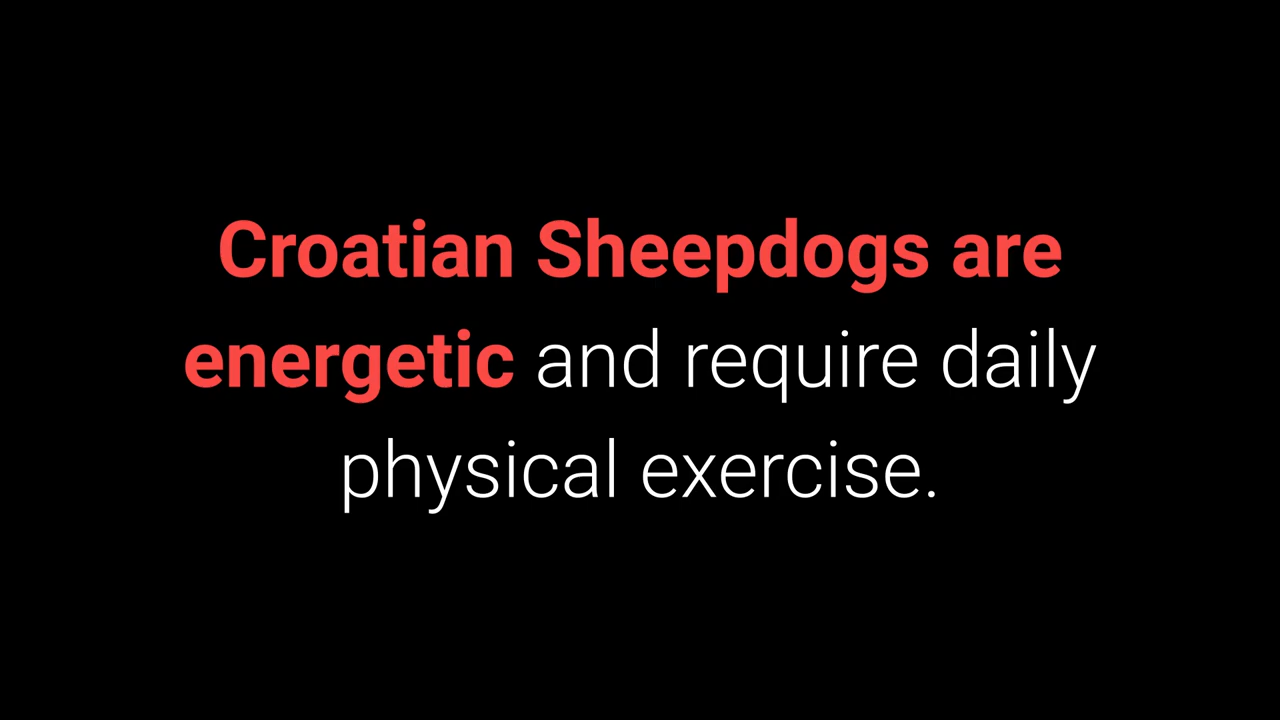 Croatian Sheepdogs are
energetic and require daily
physical exercise.